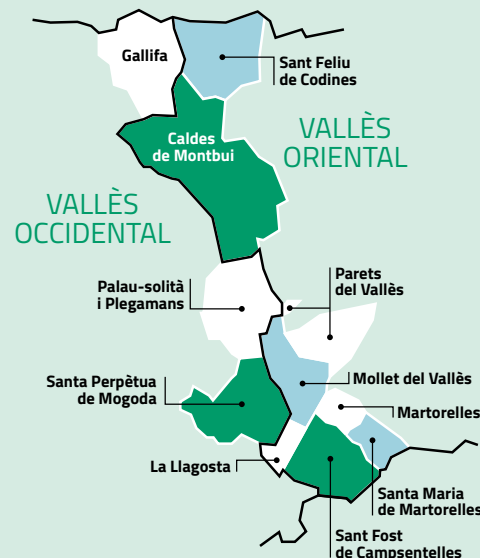 Gallifa
Sant Feliu
de Codines
Caldes
de Montbui
VALLÈS
ORIENTAL
VALLÈS
OCCIDENTAL
Palau-solità
i Plegamans
Parets
del Vallès
Santa Perpètua
de Mogoda
Mollet del Vallès
Martorelles
La Llagosta
Santa Maria
de Martorelles
Sant Fost
de Campsentelles